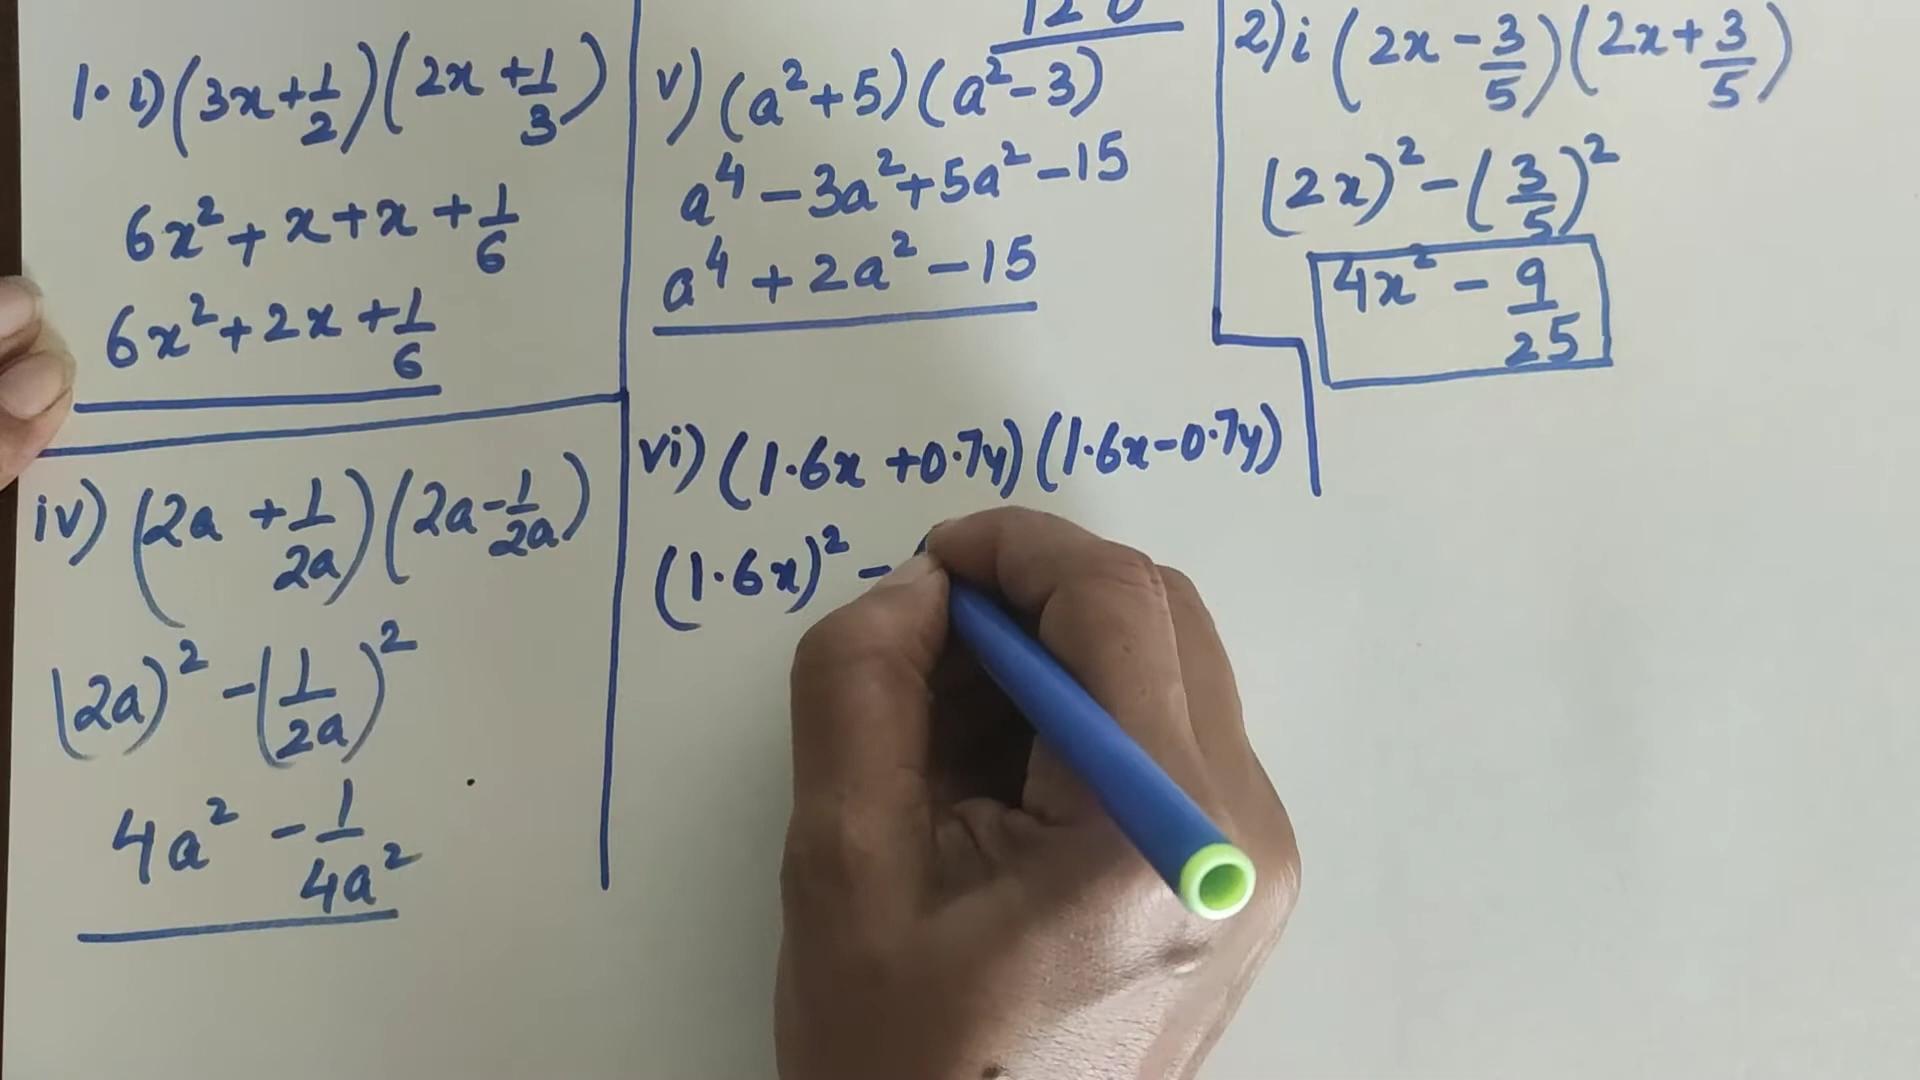 1. i) (3x + 1/2) (2x + 1/3)
6x² + x + x + 1/6
6x² + 2x + 1/6
iv) (2a + 1/2a) (2a - 1/2a)
(2a)² - (1/2a)²
4a² - 1/4a²
v) (a² + 5) (a² - 3)
a⁴ - 3a² + 5a² - 15
a⁴ + 2a² - 15
vi) (1.6x + 0.7y) (1.6x - 0.7y)
(1.6x)² -
2) i (2x - 3/5) (2x + 3/5)
(2x)² - (3/5)²
4x² - 9/25